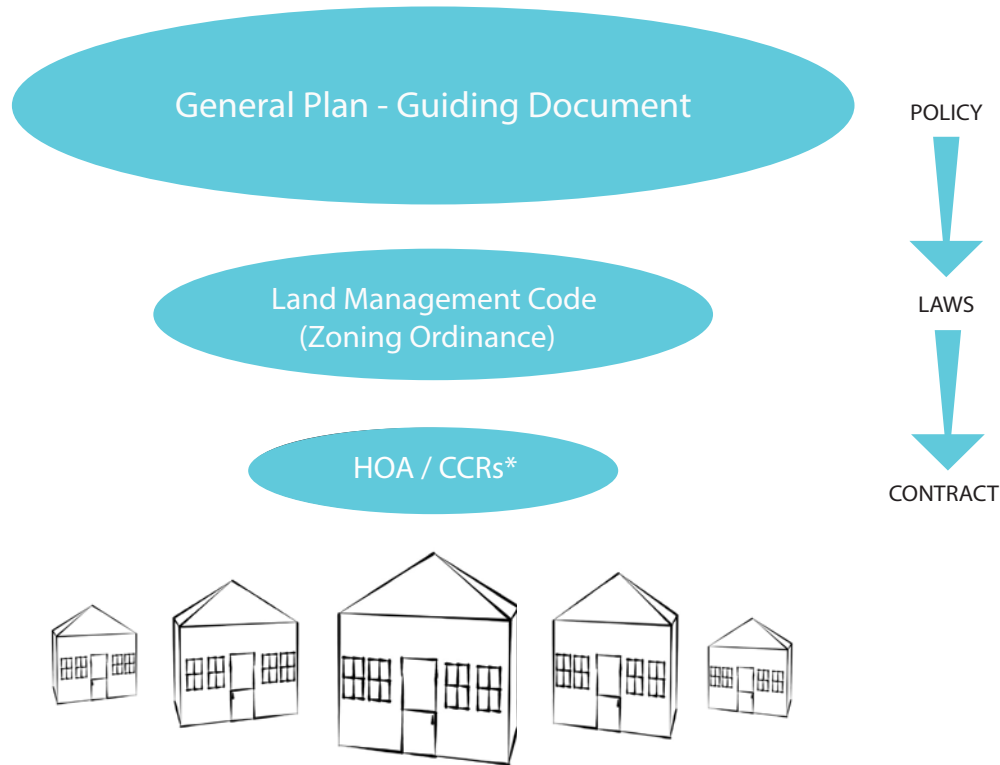 General Plan - Guiding Document
POLICY
Land Management Code
(Zoning Ordinance)
LAWS
HOA / CCRs*
CONTRACT